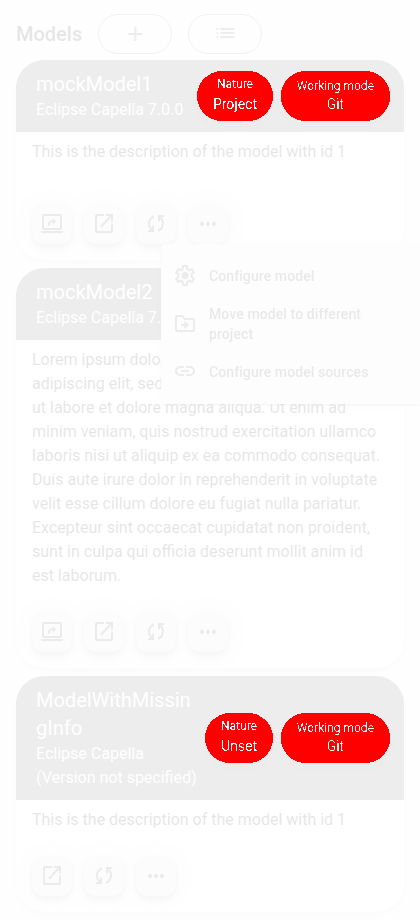 Models
mockModel1
Eclipse Capella 7.0.0
Nature
Project
Working mode
Git
This is the description of the model with id 1
Configure model
Move model to different
project
Configure model sources
mockModel2
Eclipse Capella 7.
Lorem ipsum dolo
adipiscing elit, sed
ut labore et dolore magna aliqua. Ut enim ad
minim veniam, quis nostrud exercitation ullamco
laboris nisi ut aliquip ex ea commodo consequat.
Duis aute irure dolor in reprehenderit in voluptate
velit esse cillum dolore eu fugiat nulla pariatur.
Excepteur sint occaecat cupidatat non proident,
sunt in culpa qui officia deserunt mollit anim id
est laborum.
ModelWithMissin
gInfo
Eclipse Capella
(Version not specified)
Nature
Unset
Working mode
Git
This is the description of the model with id 1